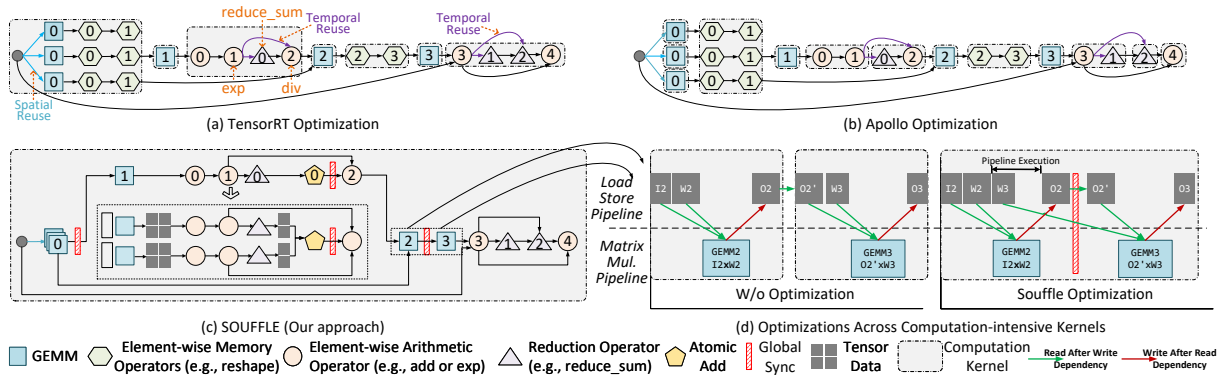 reduce_sum
Temporal
Reuse
Temporal
Reuse
0 0 1
0 0 1
0 0 1
1
0 1 0 2
2
2 3
3
3 1 2 4
exp
div
Spatial
Reuse
(a) TensorRT Optimization
0 0 1
0 0 1
0 0 1
1
0 1 0 2
2
2 3
3
3 1 2 4
(b) Apollo Optimization
1
0 1 0 0 2
0
2 3
3 1 2 4
(c) SOUFFLE (Our approach)
Load
Store
Pipeline
Matrix
Mul.
Pipeline
I2 W2 O2
O2' W3 O3
GEMM2
I2xW2
GEMM3
O2'xW3
W/o Optimization
Pipeline Execution
I2 W2 W3 O2 O2' O3
GEMM2
I2xW2
GEMM3
O2'xW3
Souffle Optimization
(d) Optimizations Across Computation-intensive Kernels
GEMM
Element-wise Memory
Operators (e.g., reshape)
Element-wise Arithmetic
Operator (e.g., add or exp)
Reduction Operator
(e.g., reduce_sum)
Atomic
Add
Global
Sync
Tensor
Data
Computation
Kernel
Read After Write
Dependency
Write After Read
Dependency